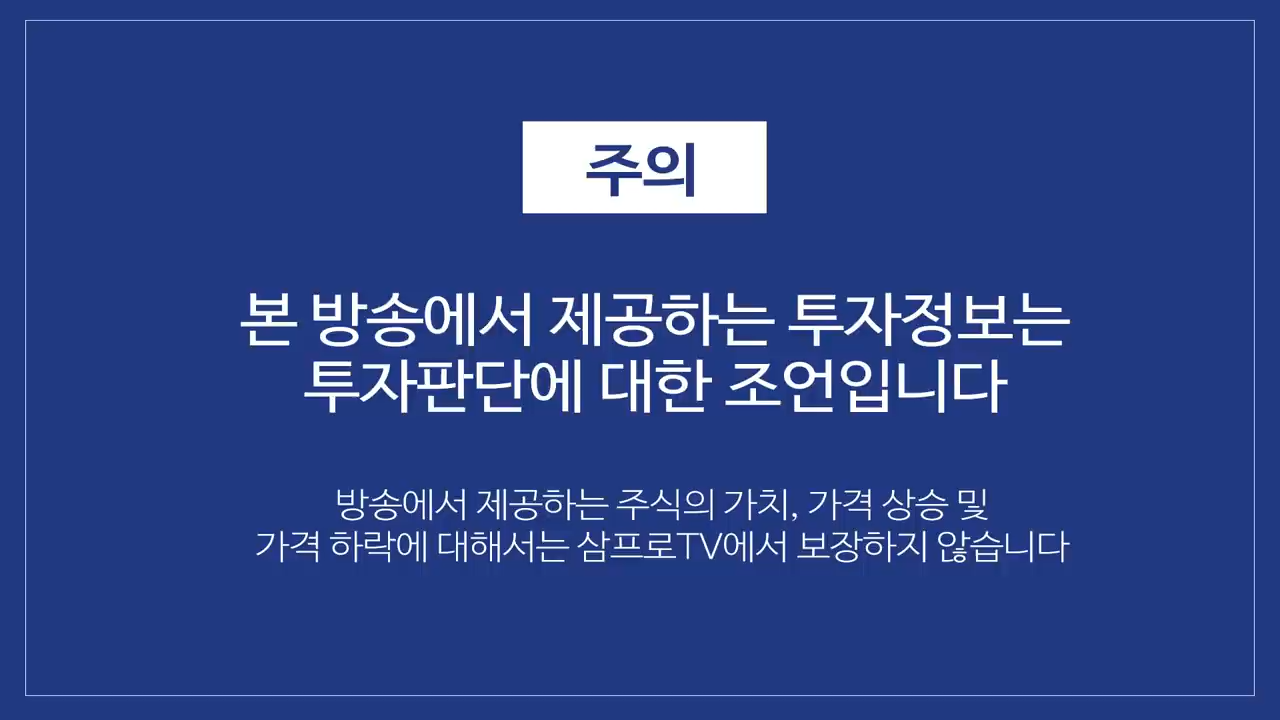 주의
본 방송에서 제공하는 투자정보는
투자판단에 대한 조언입니다
방송에서 제공하는 주식의 가치, 가격 상승 및
가격 하락에 대해서는 삼프로TV에서 보장하지 않습니다